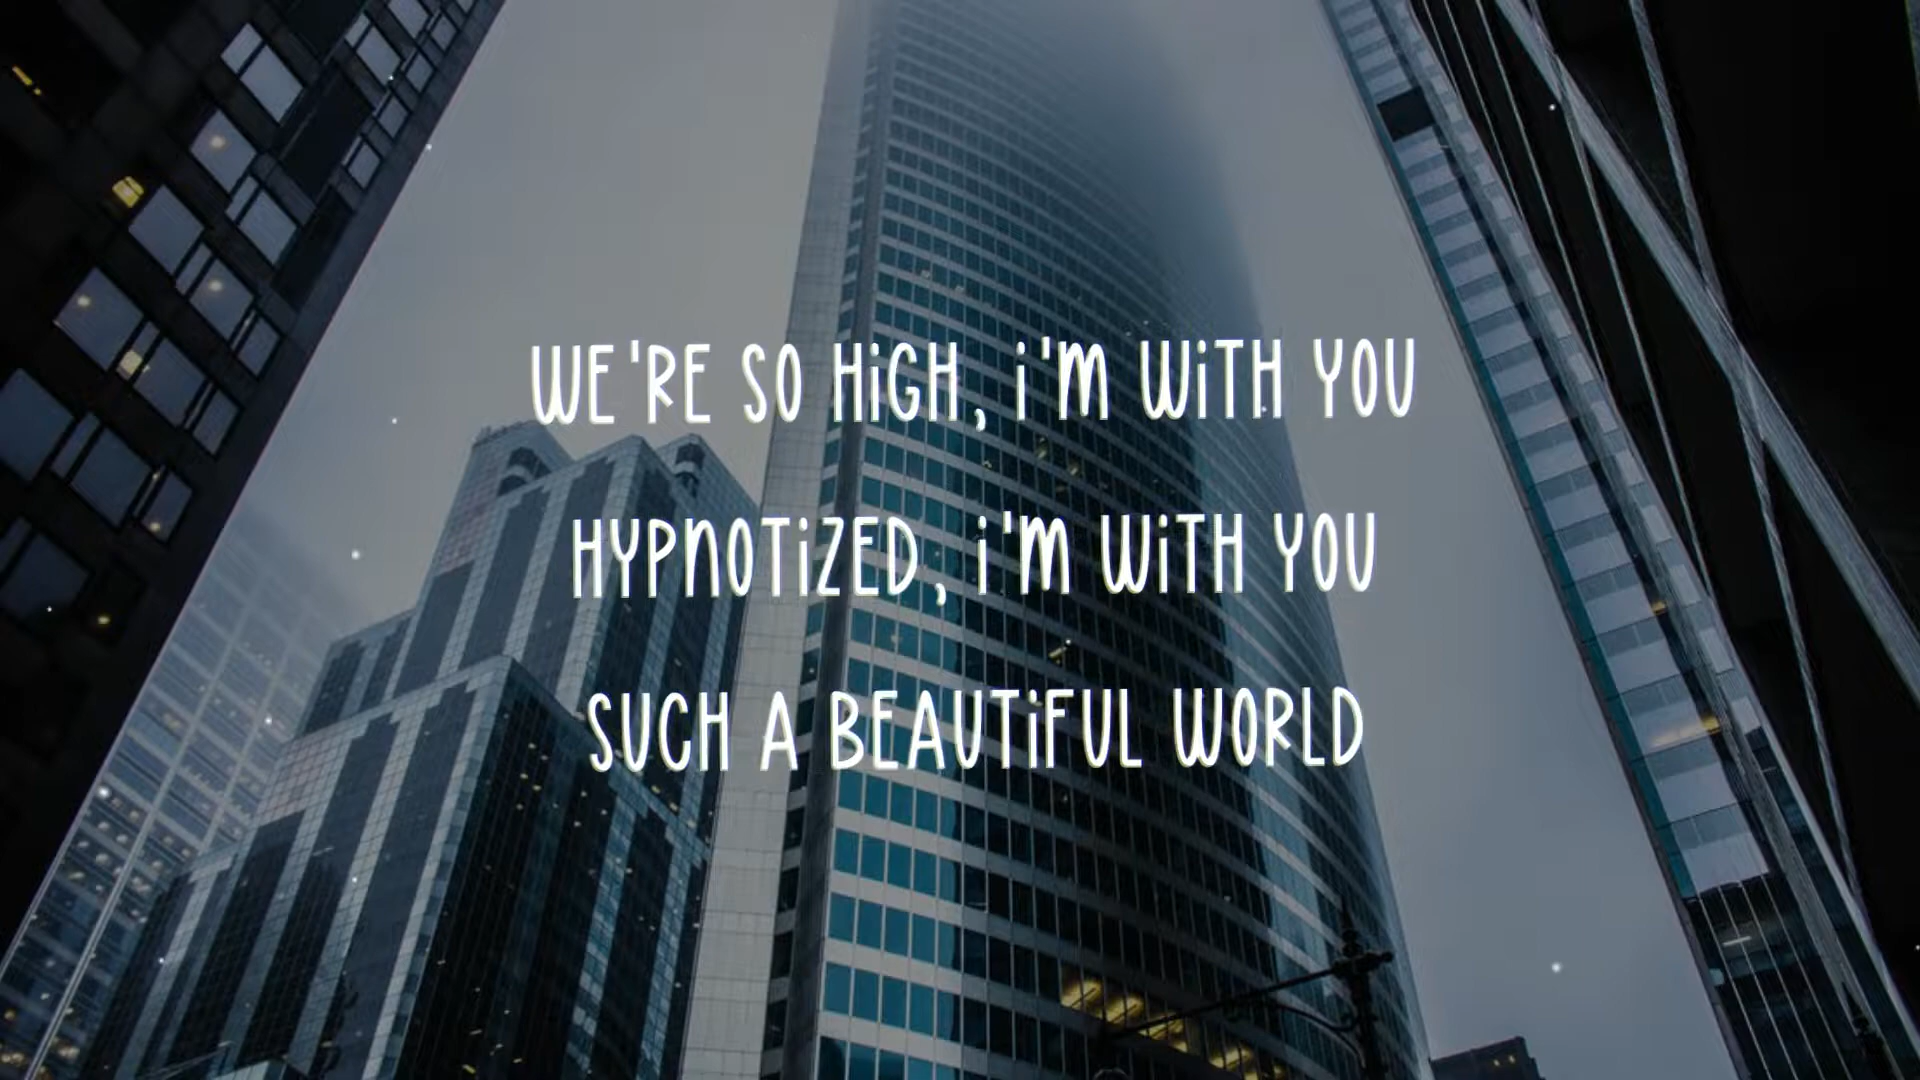 WE'RE SO HiGH, i'M WiTH YOU
HYPNOTiZED, i'M WiTH YOU
SUCH A BEAUTiFUL WORLD